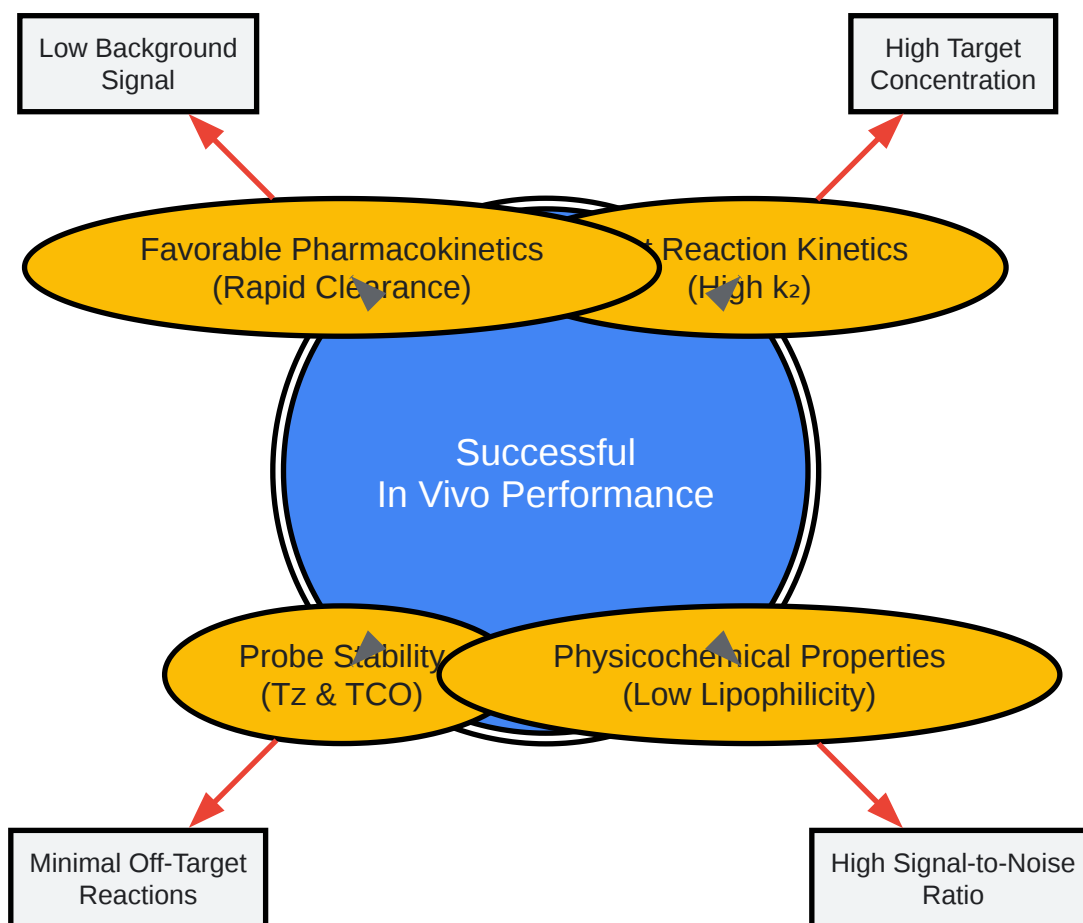 Low Background
Signal
High Target
Concentration
Favorable Pharmacokinetics
(Rapid Clearance)
Reaction Kinetics
(High k₂)
Successful
In Vivo Performance
Probe Stability
(Tz & TCO)
Physicochemical Properties
(Low Lipophilicity)
Minimal Off-Target
Reactions
High Signal-to-Noise
Ratio